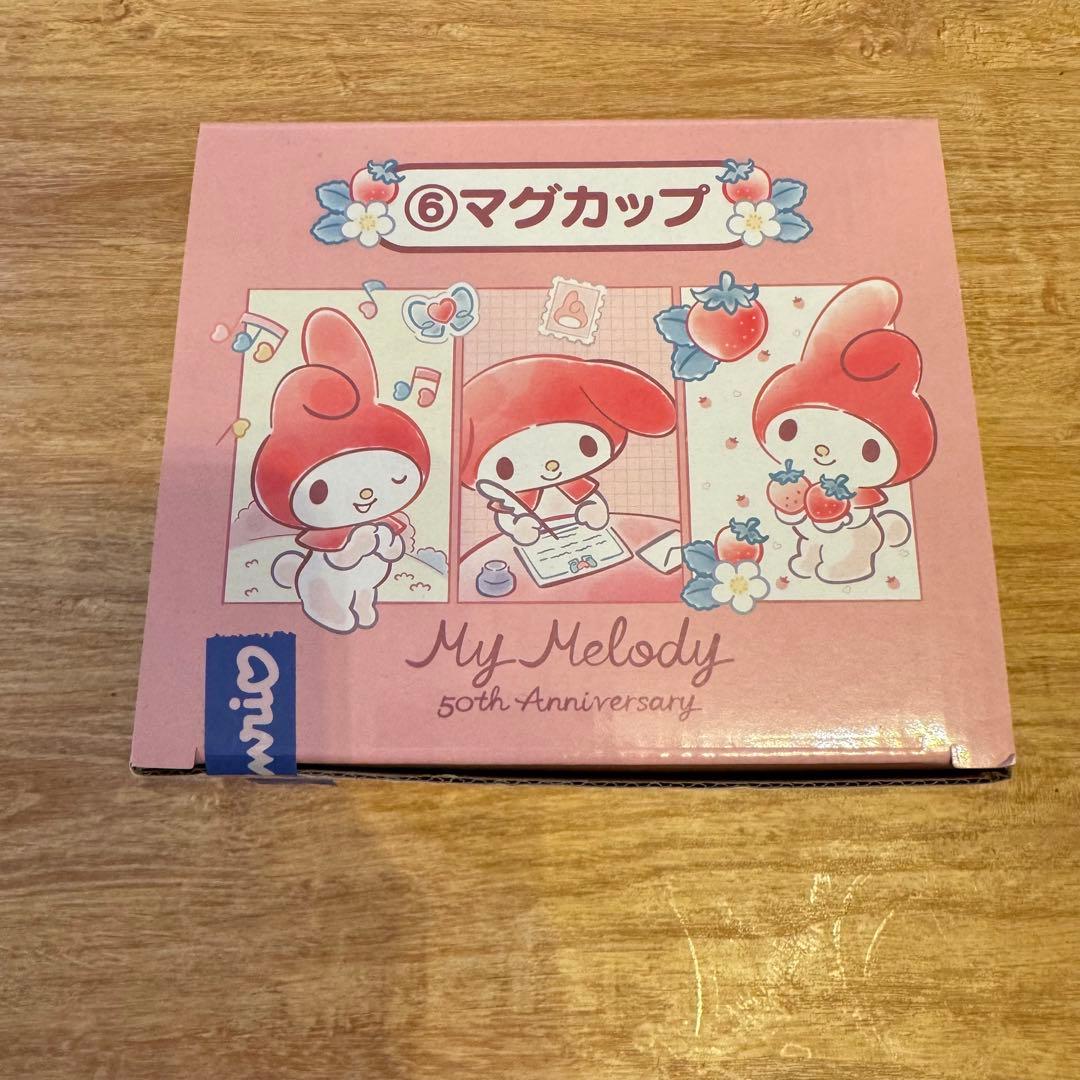 ⑥マグカップ
My Melody
50th Anniversary